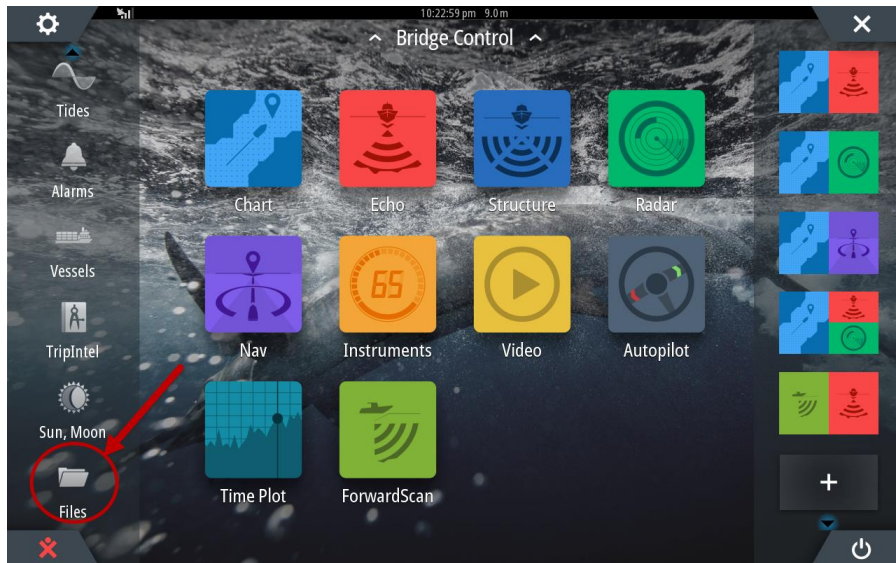 10:22:59 pm 9.0 m
Bridge Control
Tides
Alarms
Vessels
TripIntel
Sun, Moon
Files
Chart
Echo
Structure
Radar
Nav
65
Instruments
Video
Autopilot
Time Plot
ForwardScan
+